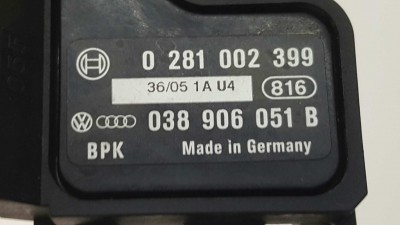 0 281 002 399
36/05 1A U4 816
038 906 051 B
BPK Made in Germany